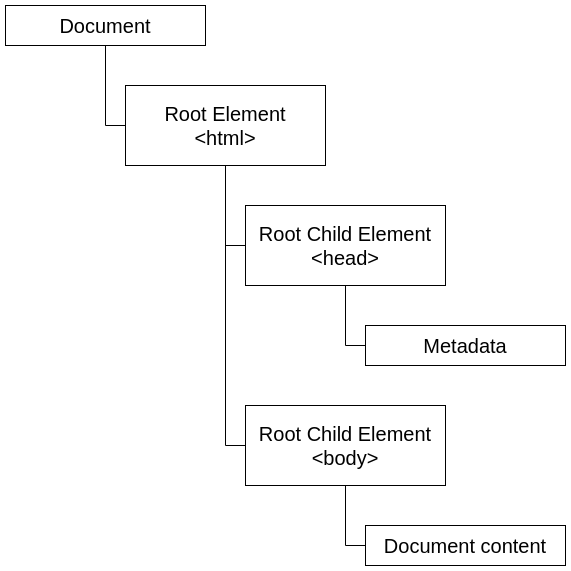 Document
Root Element
<html>
Root Child Element
<head>
Metadata
Root Child Element
<body>
Document content